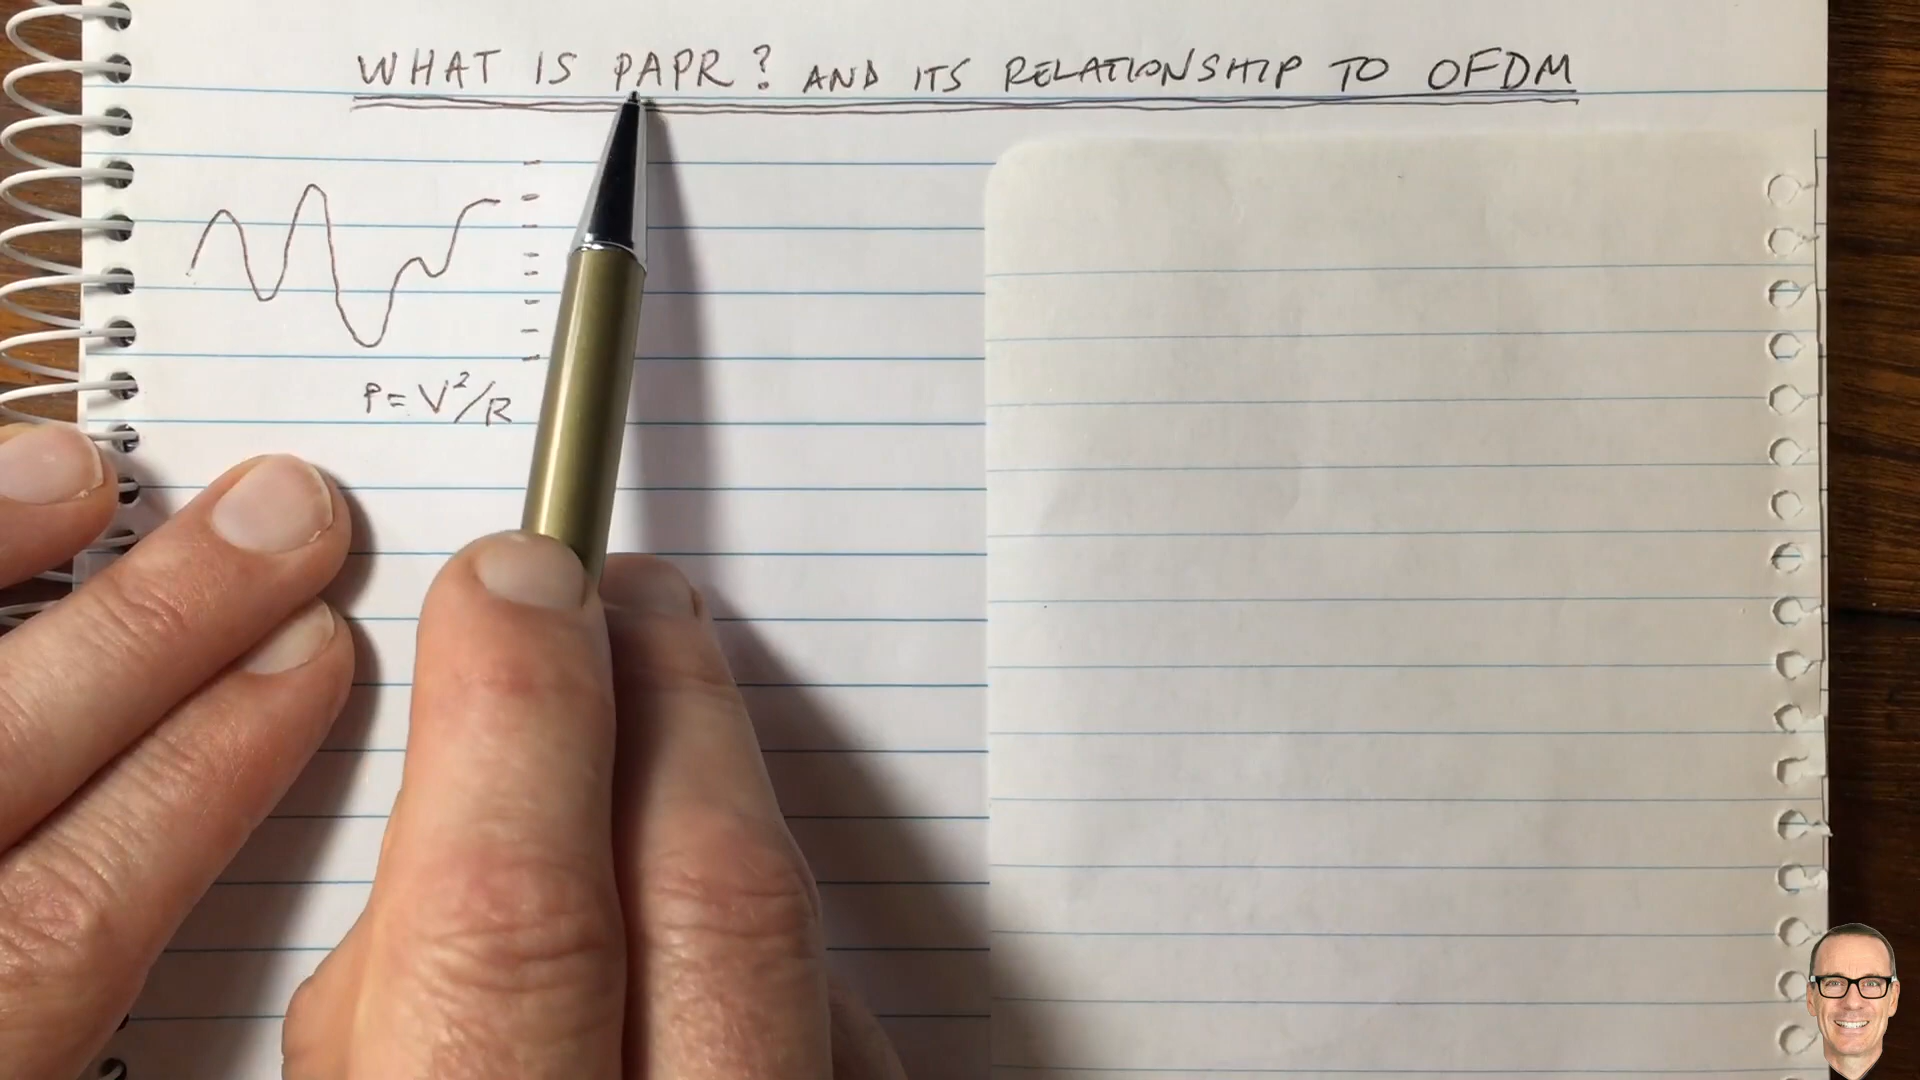 WHAT IS PAPR? AND ITS RELATIONSHIP TO OFDM
P = V²/R